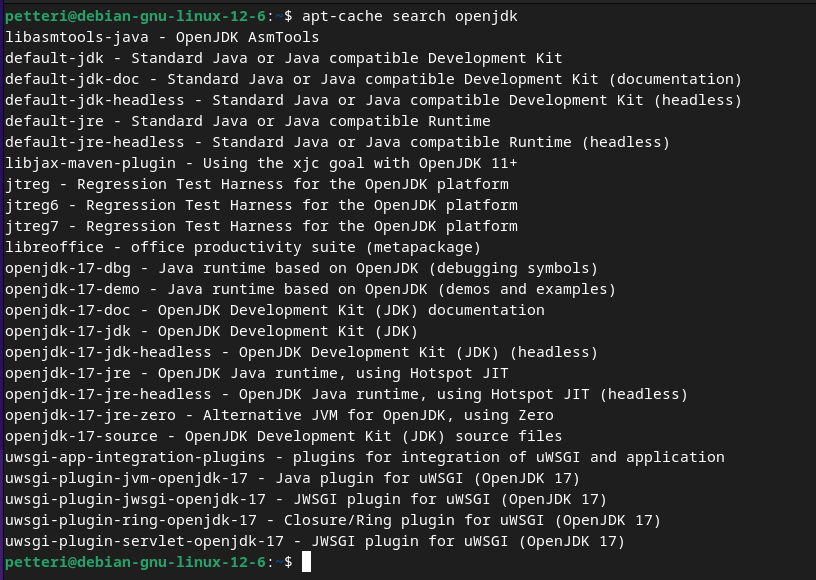 petteri@debian-gnu-linux-12-6:~$ apt-cache search openjdk
libasmtools-java - OpenJDK AsmTools
default-jdk - Standard Java or Java compatible Development Kit
default-jdk-doc - Standard Java or Java compatible Development Kit (documentation)
default-jdk-headless - Standard Java or Java compatible Development Kit (headless)
default-jre - Standard Java or Java compatible Runtime
default-jre-headless - Standard Java or Java compatible Runtime (headless)
libjax-maven-plugin - Using the xjc goal with OpenJDK 11+
jtreg - Regression Test Harness for the OpenJDK platform
jtreg6 - Regression Test Harness for the OpenJDK platform
jtreg7 - Regression Test Harness for the OpenJDK platform
libreoffice - office productivity suite (metapackage)
openjdk-17-dbg - Java runtime based on OpenJDK (debugging symbols)
openjdk-17-demo - Java runtime based on OpenJDK (demos and examples)
openjdk-17-doc - OpenJDK Development Kit (JDK) documentation
openjdk-17-jdk - OpenJDK Development Kit (JDK)
openjdk-17-jdk-headless - OpenJDK Development Kit (JDK) (headless)
openjdk-17-jre - OpenJDK Java runtime, using Hotspot JIT
openjdk-17-jre-headless - OpenJDK Java runtime, using Hotspot JIT (headless)
openjdk-17-jre-zero - Alternative JVM for OpenJDK, using Zero
openjdk-17-source - OpenJDK Development Kit (JDK) source files
uwsgi-app-integration-plugins - plugins for integration of uWSGI and application
uwsgi-plugin-jvm-openjdk-17 - Java plugin for uWSGI (OpenJDK 17)
uwsgi-plugin-jwsgi-openjdk-17 - JWSGI plugin for uWSGI (OpenJDK 17)
uwsgi-plugin-ring-openjdk-17 - Closure/Ring plugin for uWSGI (OpenJDK 17)
uwsgi-plugin-servlet-openjdk-17 - JWSGI plugin for uWSGI (OpenJDK 17)
petteri@debian-gnu-linux-12-6:~$